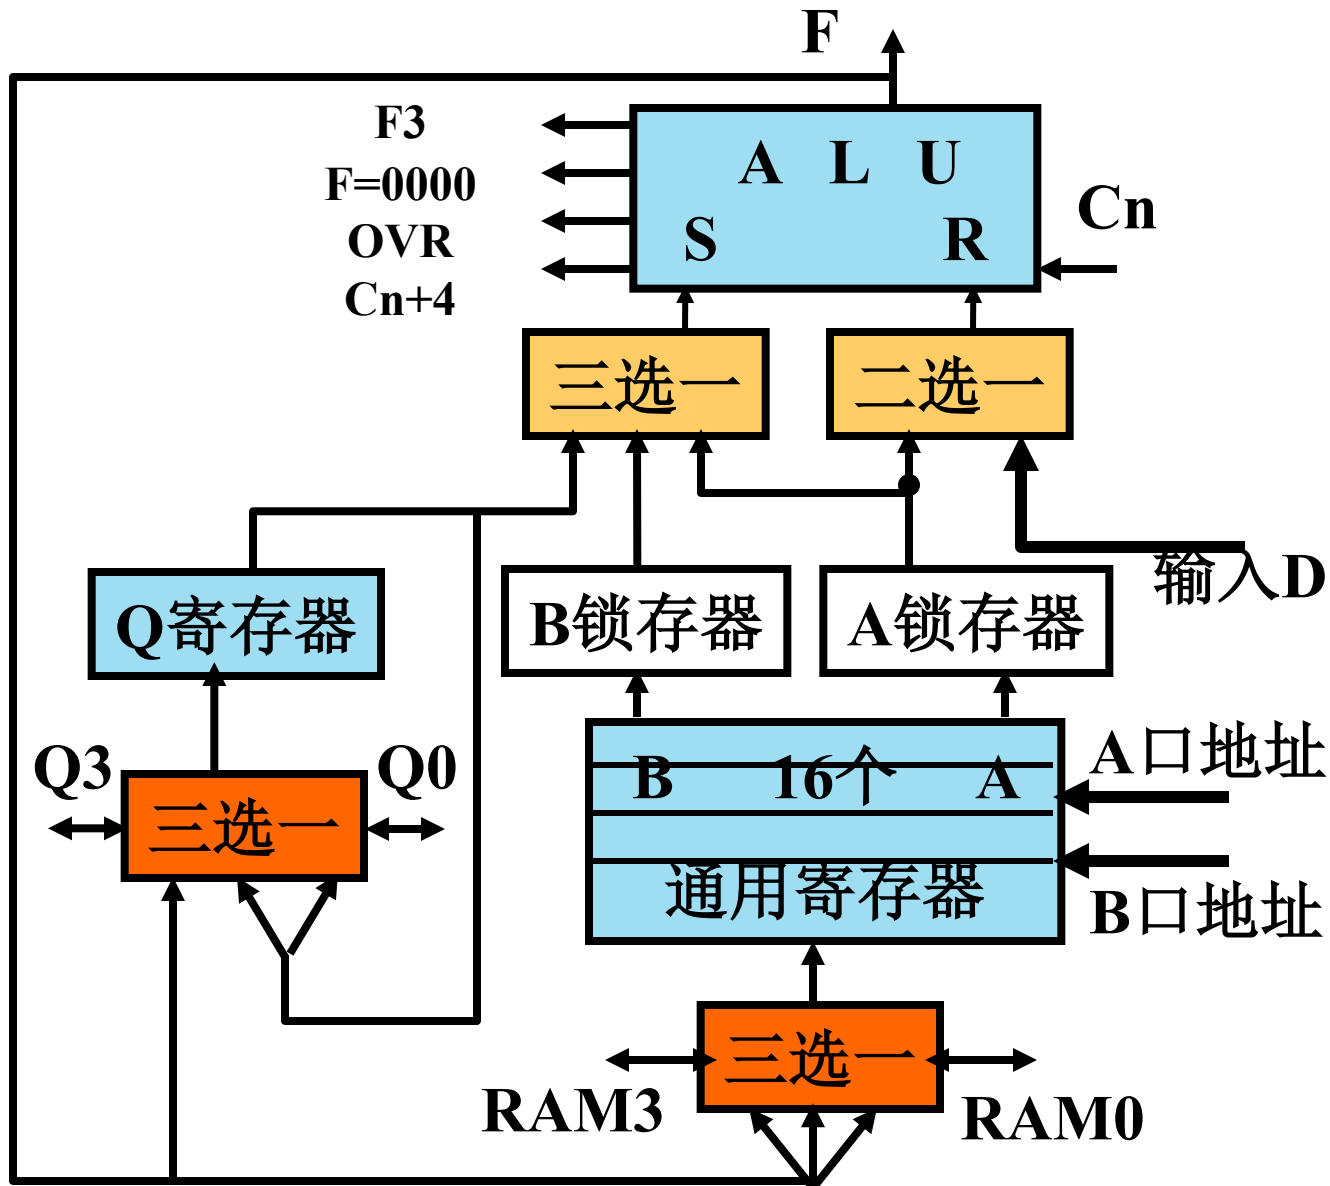 F
F3
A L U
F=0000
Cn
OVR
S R
Cn+4
三选一
二选一
输入D
Q寄存器
B锁存器
A锁存器
Q3
Q0
B 16个 A
A口地址
三选一
通用寄存器
B口地址
三选一
RAM3
RAM0